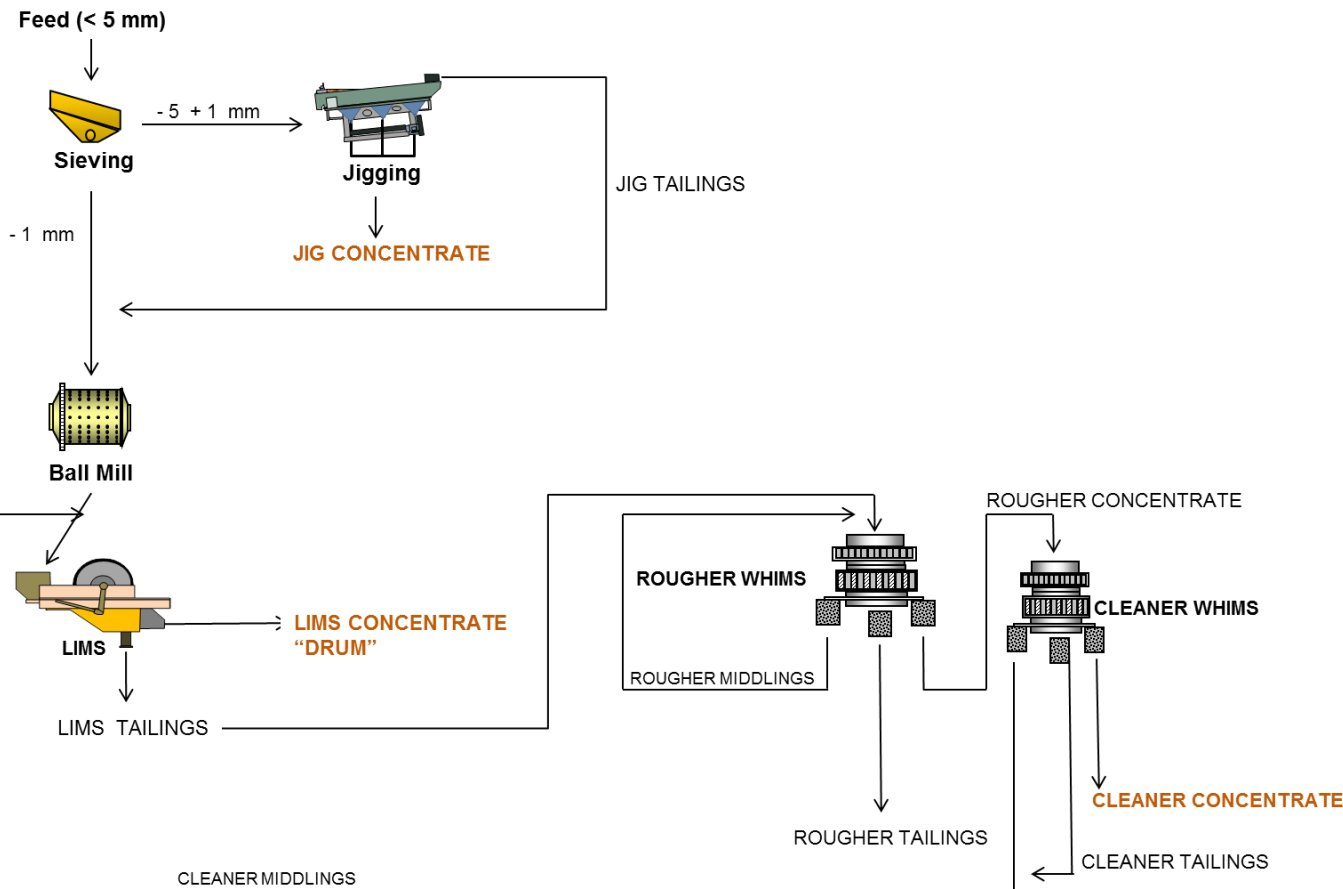 Feed (< 5 mm)
- 5 + 1 mm
Sieving
Jigging
JIG TAILINGS
- 1 mm
JIG CONCENTRATE
Ball Mill
ROUGHER CONCENTRATE
ROUGHER WHIMS
CLEANER WHIMS
LIMS CONCENTRATE
“DRUM”
LIMS
ROUGHER MIDDLINGS
LIMS TAILINGS
CLEANER CONCENTRATE
ROUGHER TAILINGS
CLEANER TAILINGS
CLEANER MIDDLINGS